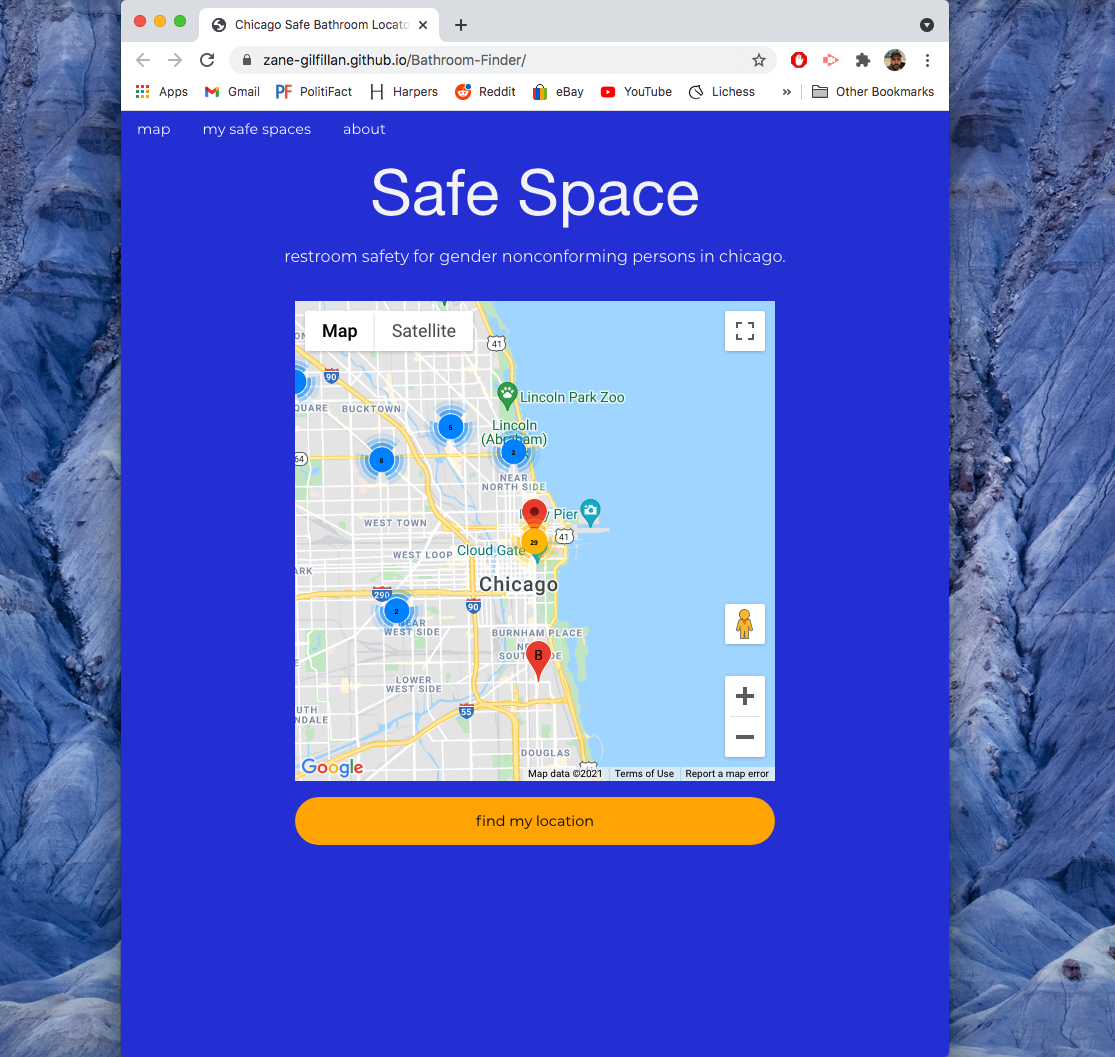 Chicago Safe Bathroom Locato
zane-gilfillan.github.io/Bathroom-Finder/
Apps Gmail PF PolitiFact H Harpers Reddit eBay YouTube Lichess » Other Bookmarks
map my safe spaces about
Safe Space
restroom safety for gender nonconforming persons in chicago.
Map Satellite
41
90
Lincoln Park Zoo
QUARE
BUCKTOWN
Lincoln
(Abraham)
5
2
8
64
NEAR
NORTH SIDE
y Pier
WEST TOWN
41
29
WEST LOOP
Cloud Gate
ARK
Chicago
290
90
2
EAR
WEST SIDE
BURNHAM PLACE
B
LOWER
WEST SIDE
UTH
NDALE
55
DOUGLAS
Google
Map data ©2021 Terms of Use Report a map error
find my location